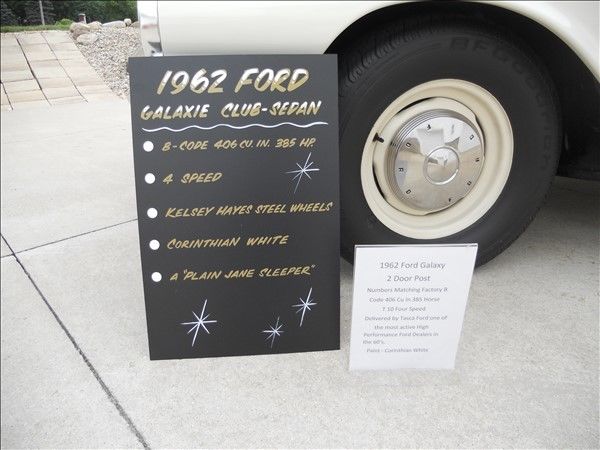 1962 FORD
GALAXIE CLUB-SEDAN
B-CODE 406 CU. IN. 385 HP.
4 SPEED
KELSEY HAYES STEEL WHEELS
CORINTHIAN WHITE
A "PLAIN JANE SLEEPER"
BFGoodrich
FORD
1962 Ford Galaxy
2 Door Post
Numbers Matching Factory B
Code 406 Cu in 385 Horse
T 10 Four Speed
Delivered by Tasca Ford one of
the most active High
Performance Ford Dealers in
the 60's.
Paint - Corinthian White